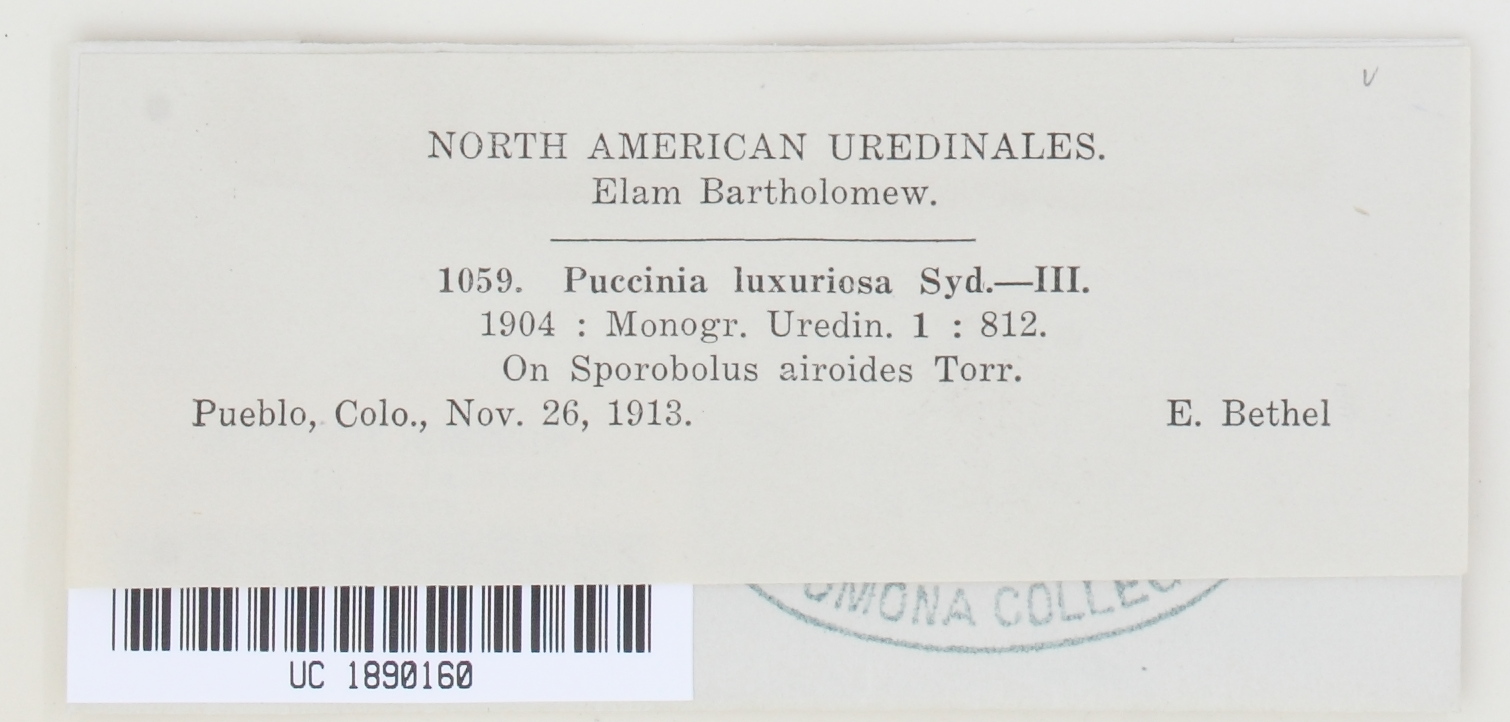 NORTH AMERICAN UREDINALES.
Elam Bartholomew.
1059. Puccinia luxuriosa Syd.—III.
1904 : Monogr. Uredin. 1 : 812.
On Sporobolus airoides Torr.
Pueblo, Colo., Nov. 26, 1913. E. Bethel
OMONA COLLEG
UC 1890160